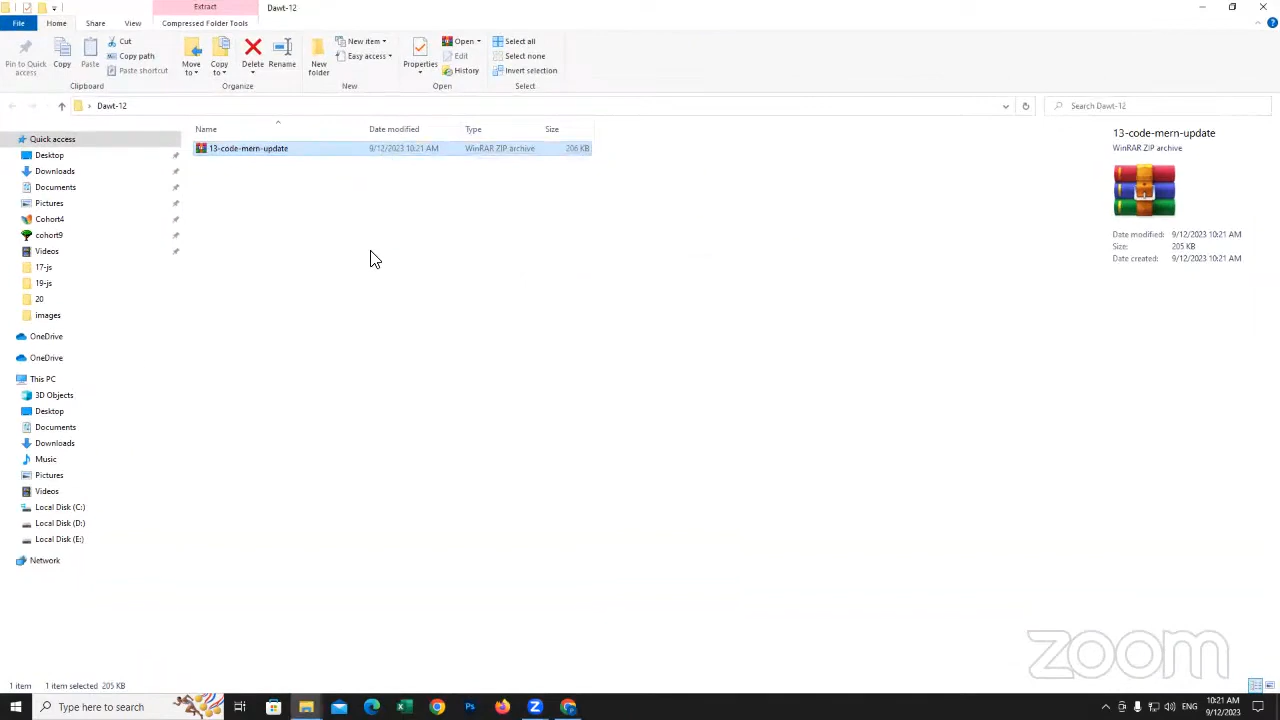 Extract
Dawt-12
File
Home
Share
View
Compressed Folder Tools
Pin to Quick access
Copy
Paste
Cut
Copy path
Paste shortcut
Clipboard
Move to
Copy to
Delete
Rename
Organize
New folder
New item
Easy access
New
Properties
Open
Edit
History
Open
Select all
Select none
Invert selection
Select
Dawt-12
Search Dawt-12
Name
Date modified
Type
Size
13-code-mern-update
9/12/2023 10:21 AM
WinRAR ZIP archive
206 KB
Quick access
Desktop
Downloads
Documents
Pictures
Cohort4
cohort9
Videos
17-js
19-js
20
images
OneDrive
OneDrive
This PC
3D Objects
Desktop
Documents
Downloads
Music
Pictures
Videos
Local Disk (C:)
Local Disk (D:)
Local Disk (E:)
Network
13-code-mern-update
WinRAR ZIP archive
Date modified: 9/12/2023 10:21 AM
Size: 205 KB
Date created: 9/12/2023 10:21 AM
zoom
1 item
1 item selected 205 KB
Type here to search
ENG
10:21 AM
9/12/2023